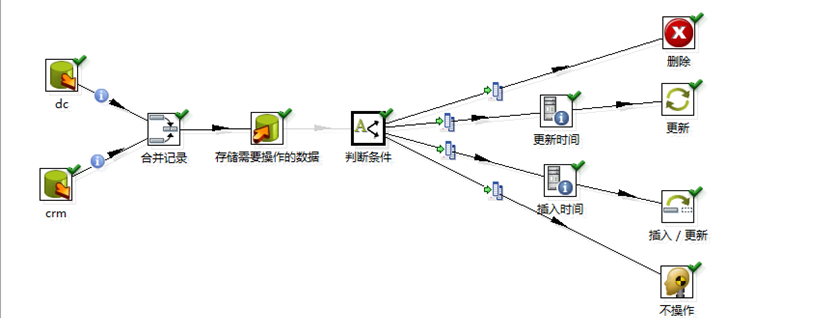 删除
dc
更新时间
更新
合并记录
存储需要操作的数据
判断条件
crm
插入时间
插入 / 更新
不操作